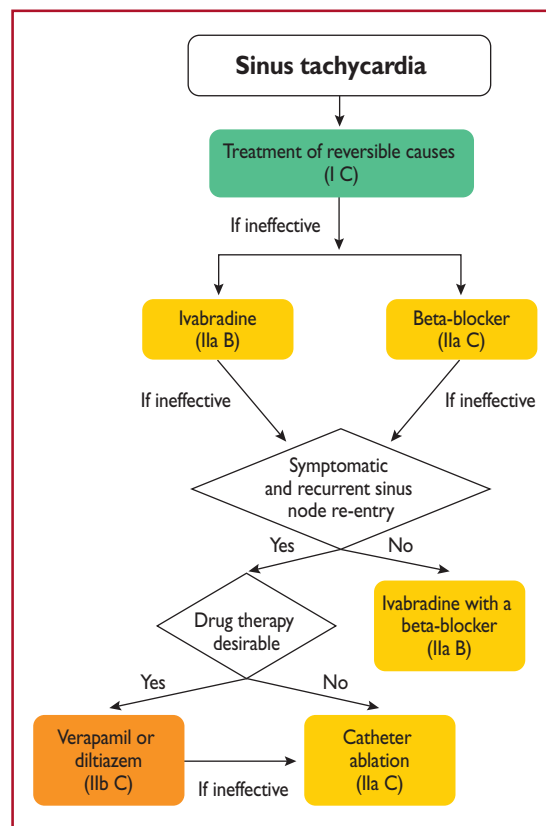 Sinus tachycardia
Treatment of reversible causes
(I C)
If ineffective
Ivabradine
(IIa B)
Beta-blocker
(IIa C)
If ineffective
If ineffective
Symptomatic
and recurrent sinus
node re-entry
Yes
No
Drug therapy
desirable
Ivabradine with a
beta-blocker
(IIa B)
Yes
No
Verapamil or
diltiazem
(IIb C)
If ineffective
Catheter
ablation
(IIa C)